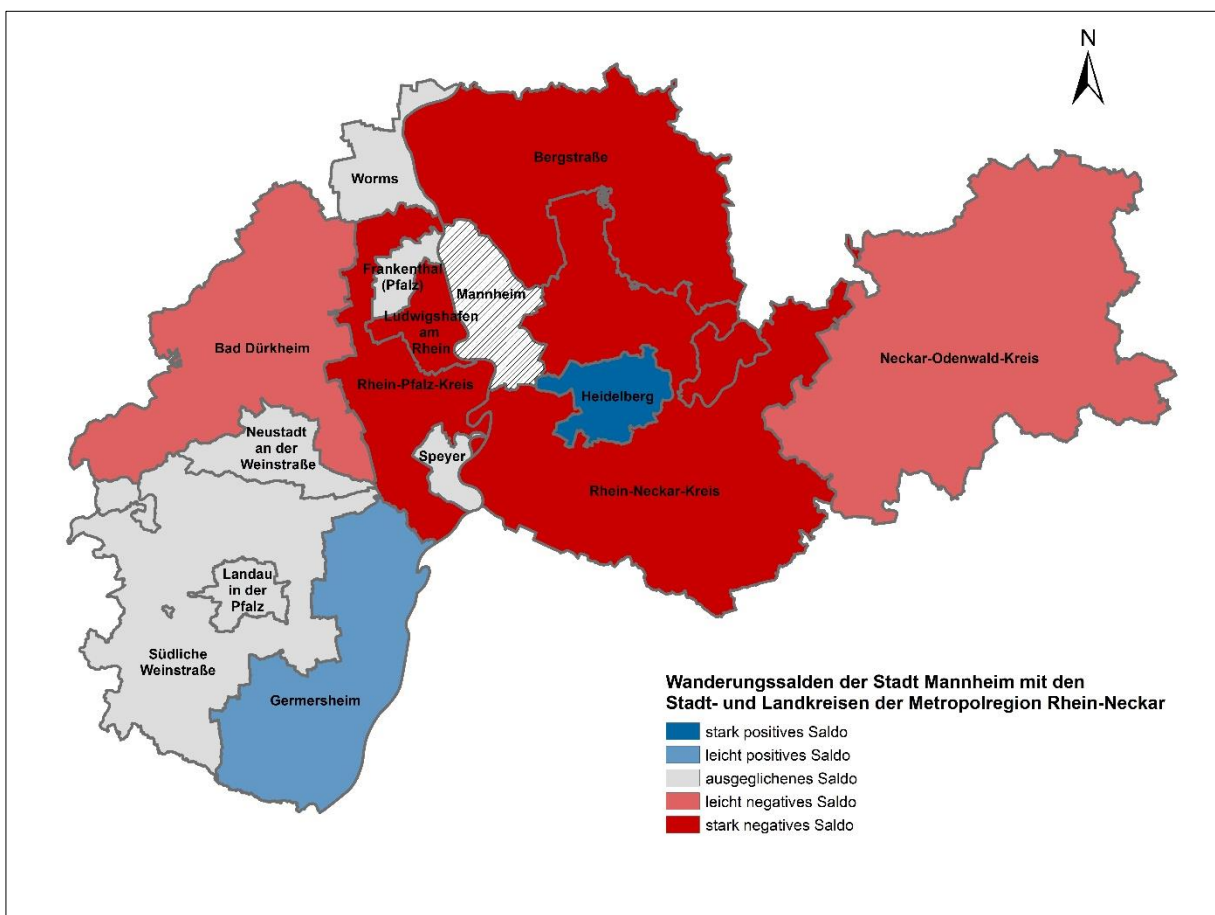 N
Bergstraße
Worms
Frankenthal
(Pfalz)
Mannheim
Ludwigshafen
am
Rhein
Bad Dürkheim
Neckar-Odenwald-Kreis
Rhein-Pfalz-Kreis
Heidelberg
Neustadt
an der
Weinstraße
Speyer
Rhein-Neckar-Kreis
Landau
in der
Pfalz
Südliche
Weinstraße
Germersheim
Wanderungssalden der Stadt Mannheim mit den
Stadt- und Landkreisen der Metropolregion Rhein-Neckar
stark positives Saldo
leicht positives Saldo
ausgeglichenes Saldo
leicht negatives Saldo
stark negatives Saldo